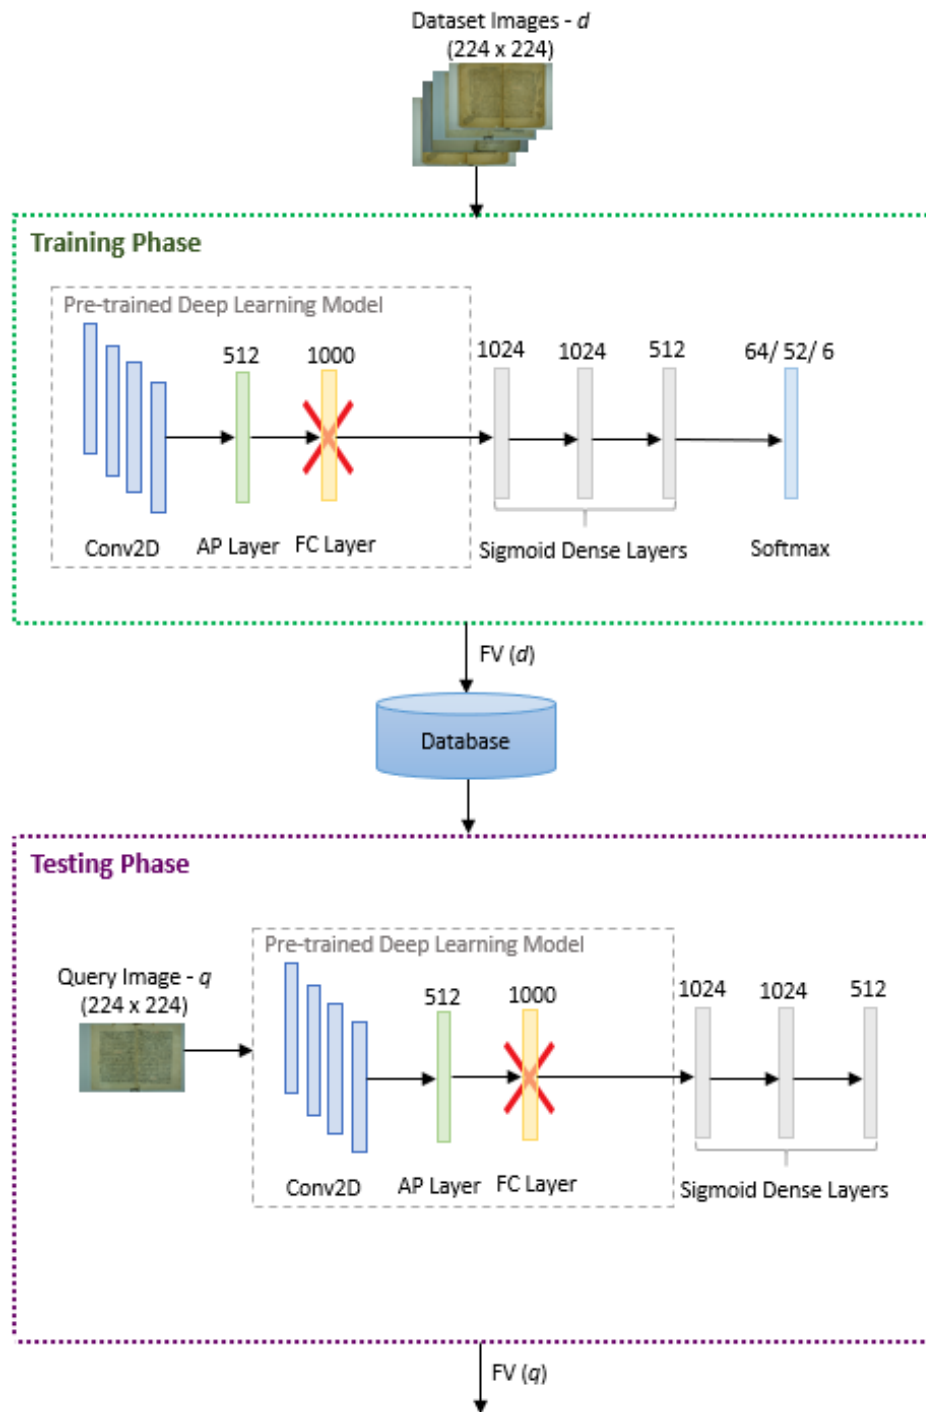 Dataset Images - d
(224 x 224)
Training Phase
Pre-trained Deep Learning Model
512
1000
1024
1024
512
64/ 52/ 6
Conv2D
AP Layer
FC Layer
Sigmoid Dense Layers
Softmax
FV (d)
Database
Testing Phase
Pre-trained Deep Learning Model
Query Image - q
(224 x 224)
512
1000
1024
1024
512
Conv2D
AP Layer
FC Layer
Sigmoid Dense Layers
FV (q)